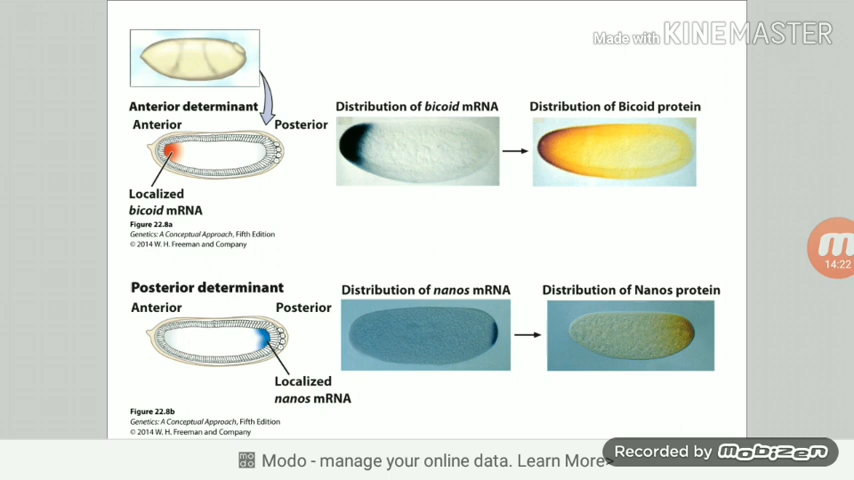 Made with KINEMASTER
Anterior determinant
Anterior
Posterior
Localized
bicoid mRNA
Distribution of bicoid mRNA
Distribution of Bicoid protein
Figure 22.8a
Genetics: A Conceptual Approach, Fifth Edition
© 2014 W. H. Freeman and Company
14:22
Posterior determinant
Anterior
Posterior
Localized
nanos mRNA
Distribution of nanos mRNA
Distribution of Nanos protein
Figure 22.8b
Genetics: A Conceptual Approach, Fifth Edition
© 2014 W. H. Freeman and Company
Modo - manage your online data. Learn More>
Recorded by mobizen